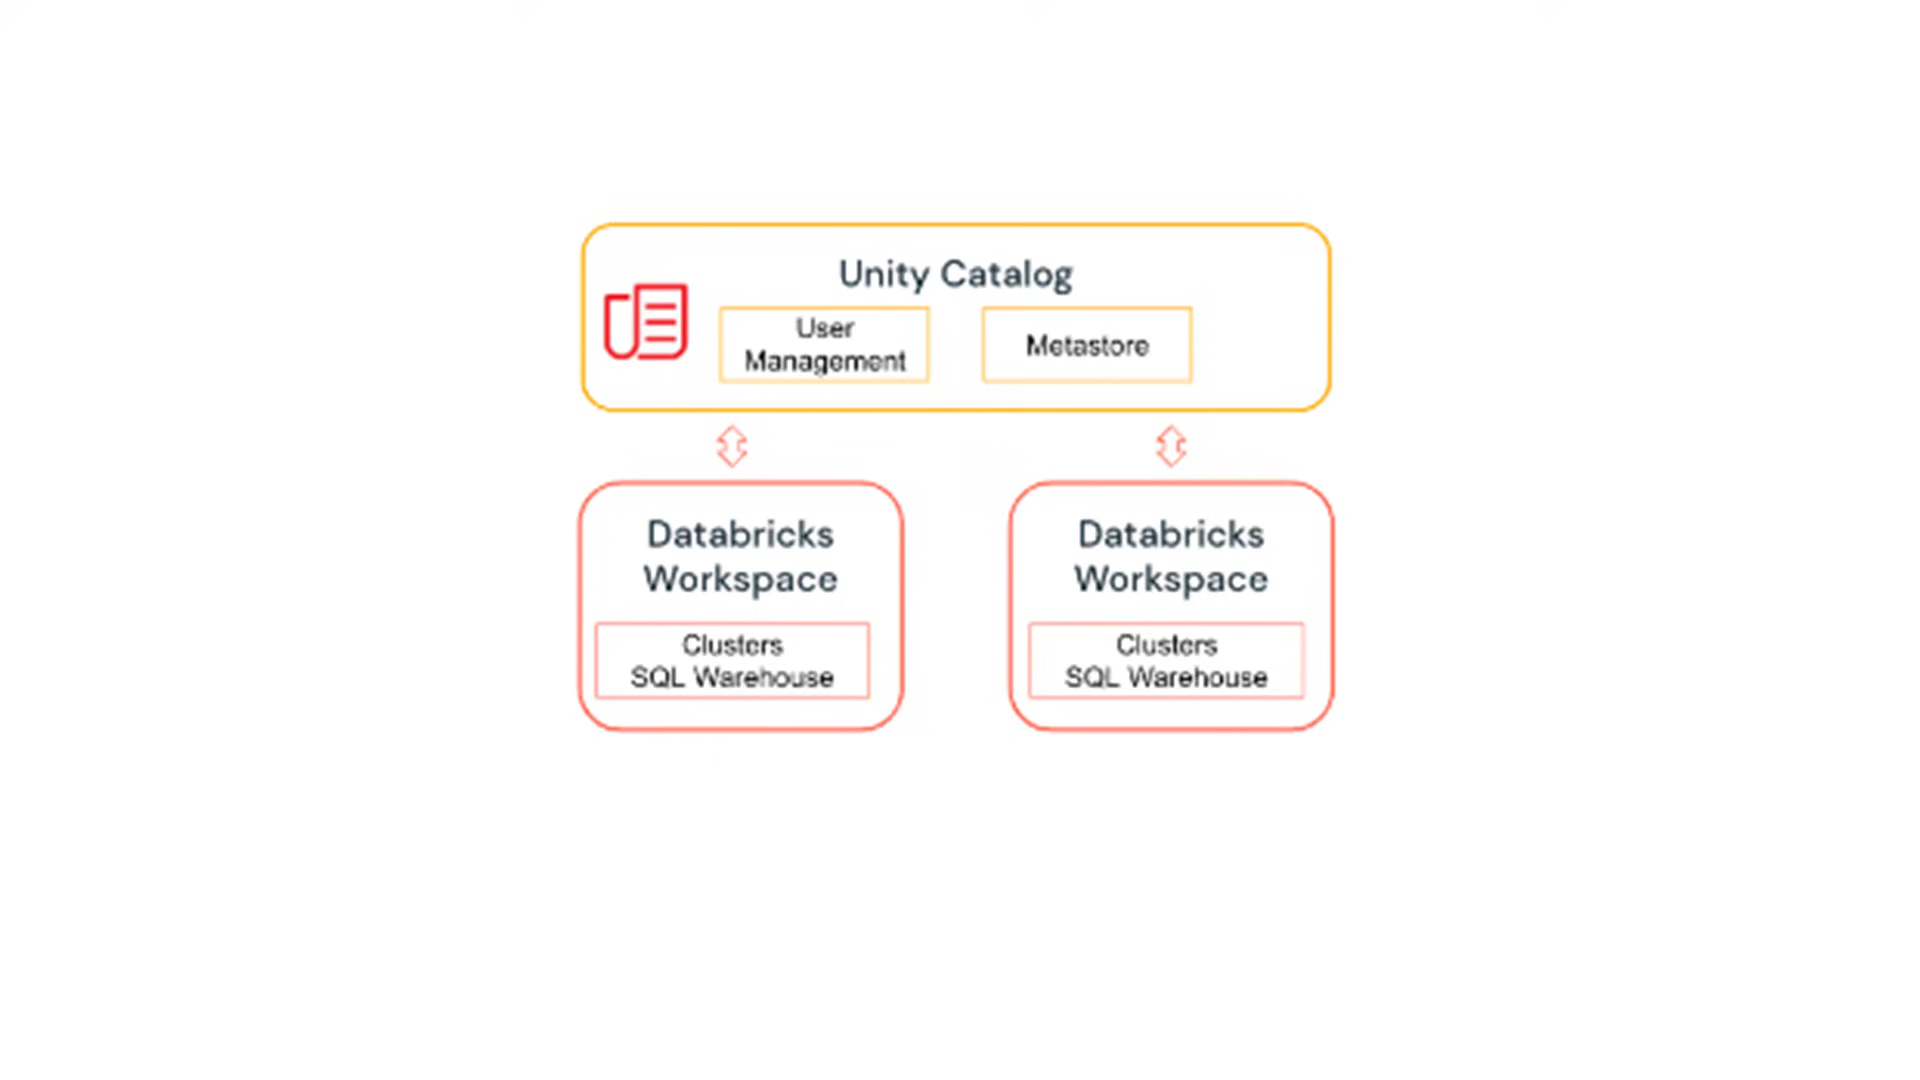 Unity Catalog
User
Management
Metastore
Databricks
Workspace
Clusters
SQL Warehouse
Databricks
Workspace
Clusters
SQL Warehouse